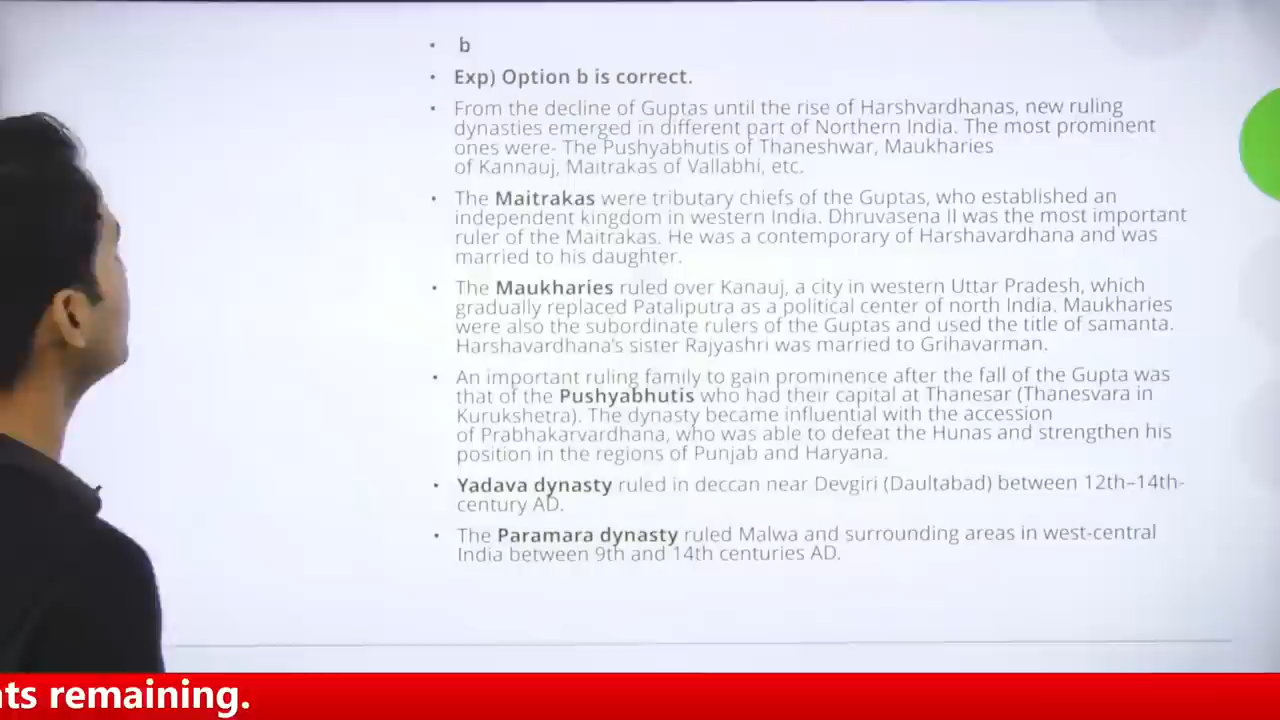 • b
• Exp) Option b is correct.
• From the decline of Guptas until the rise of Harshvardhanas, new ruling
dynasties emerged in different part of Northern India. The most prominent
ones were- The Pushyabhutis of Thaneshwar, Maukharies
of Kannauj, Maitrakas of Vallabhi, etc.
• The Maitrakas were tributary chiefs of the Guptas, who established an
independent kingdom in western India. Dhruvasena II was the most important
ruler of the Maitrakas. He was a contemporary of Harshavardhana and was
married to his daughter.
• The Maukharies ruled over Kanauj, a city in western Uttar Pradesh, which
gradually replaced Pataliputra as a political center of north India. Maukharies
were also the subordinate rulers of the Guptas and used the title of samanta.
Harshavardhana's sister Rajyashri was married to Grihavarman.
• An important ruling family to gain prominence after the fall of the Gupta was
that of the Pushyabhutis who had their capital at Thanesar (Thanesvara in
Kurukshetra). The dynasty became influential with the accession
of Prabhakarvardhana, who was able to defeat the Hunas and strengthen his
position in the regions of Punjab and Haryana.
• Yadava dynasty ruled in deccan near Devgiri (Daultabad) between 12th–14th-
century AD.
• The Paramara dynasty ruled Malwa and surrounding areas in west-central
India between 9th and 14th centuries AD.
nts remaining.